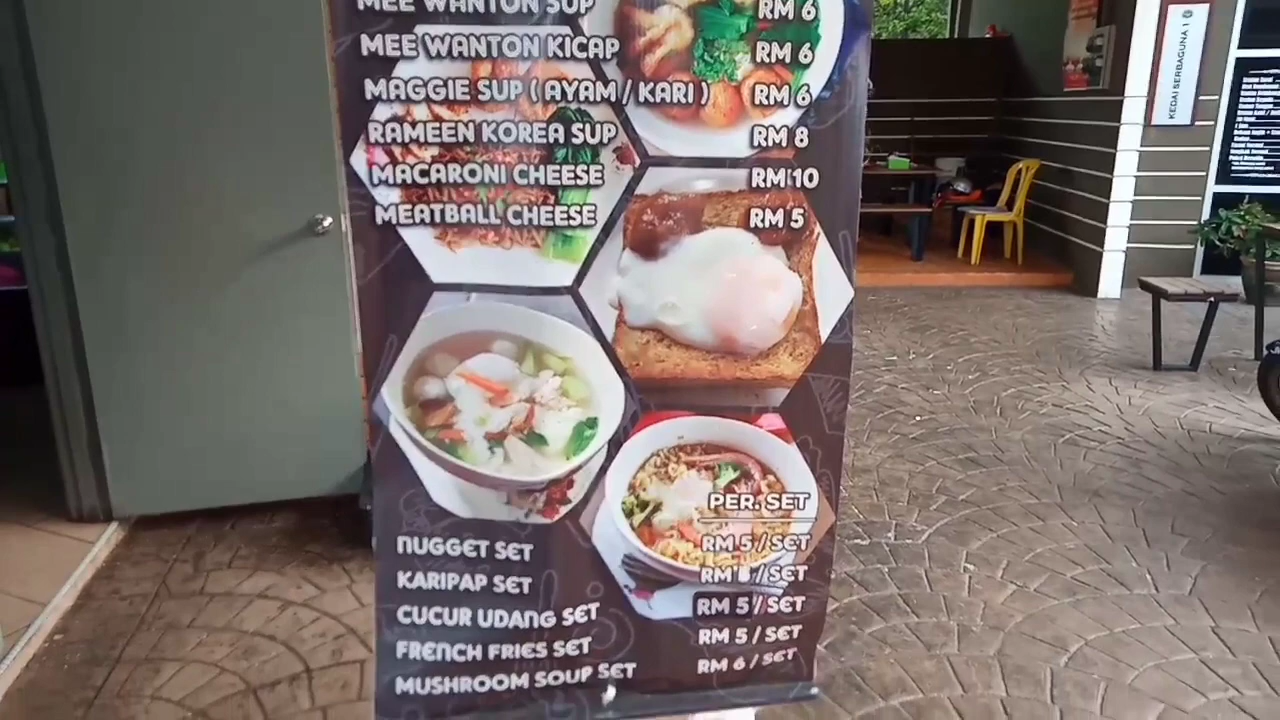 MEE WANTON SUP RM 6
MEE WANTON KICAP RM 6
MAGGIE SUP ( AYAM / KARI ) RM 6
RAMEEN KOREA SUP RM 8
MACARONI CHEESE RM 10
MEATBALL CHEESE RM 5
PER. SET
NUGGET SET RM 5 / SET
KARIPAP SET RM / SET
CUCUR UDANG SET RM 5 / SET
FRENCH FRIES SET RM 5 / SET
MUSHROOM SOUP SET RM 6 / SET
KEDAI SERBAGUNA 1